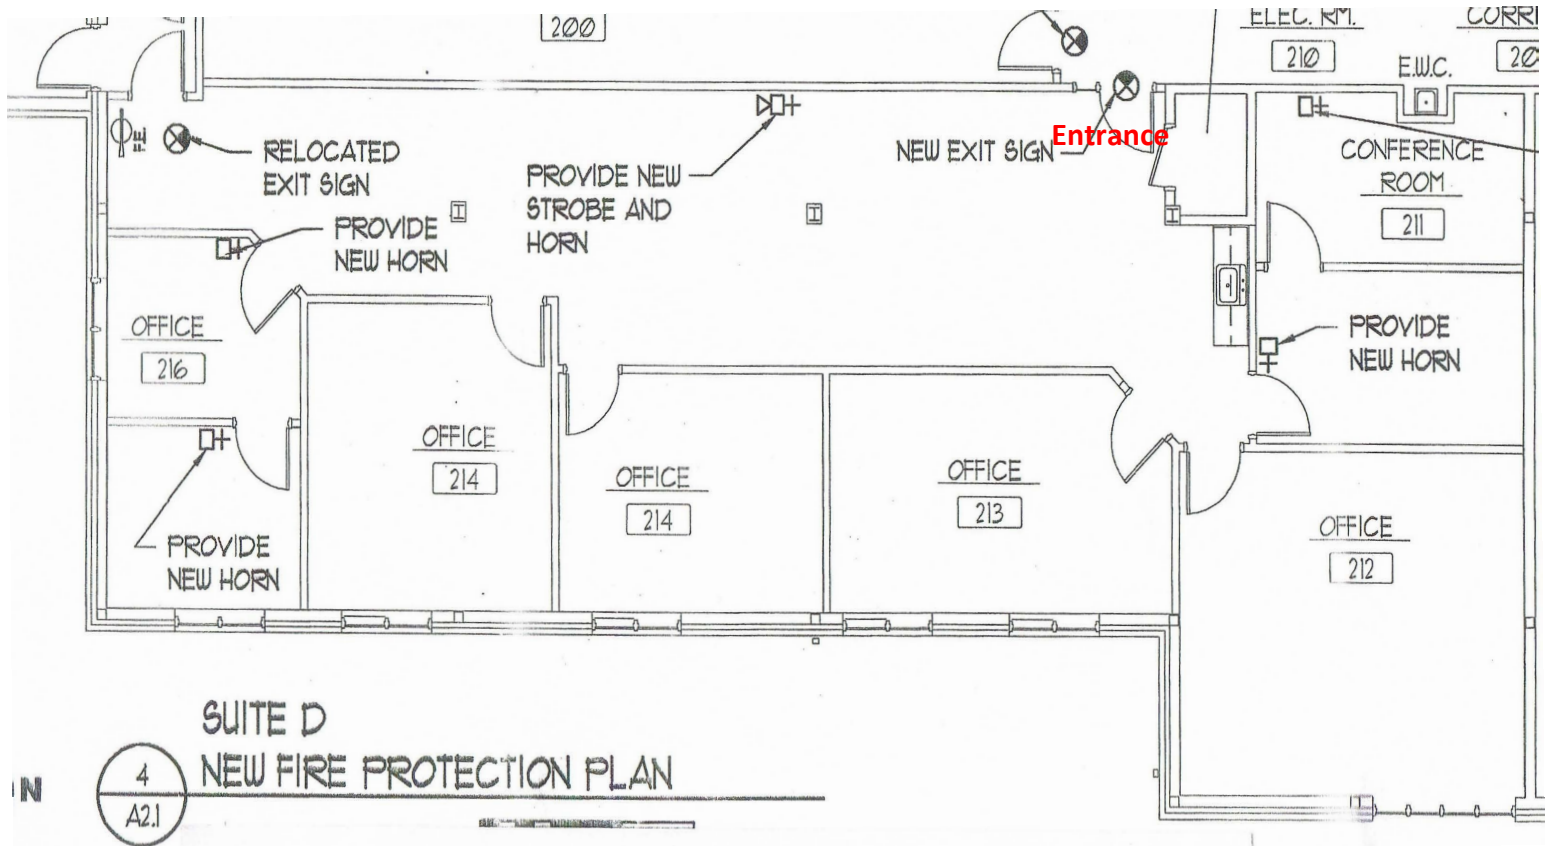 200
ELEC. RM.
210
E.W.C.
F.E.
RELOCATED
EXIT SIGN
PROVIDE NEW
STROBE AND
HORN
NEW EXIT SIGN
Entrance
CONFERENCE
ROOM
211
PROVIDE
NEW HORN
OFFICE
216
PROVIDE
NEW HORN
OFFICE
214
OFFICE
214
OFFICE
213
OFFICE
212
PROVIDE
NEW HORN
SUITE D
NEW FIRE PROTECTION PLAN
4
A2.1
N